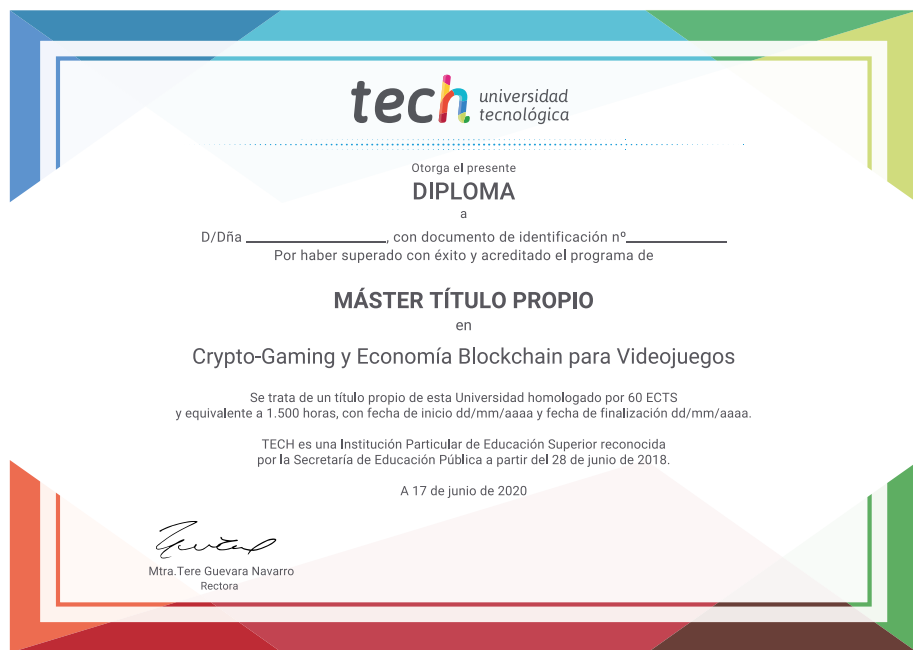 tech universidad
tecnológica
Otorga el presente
DIPLOMA
a
D/Dña ____________, con documento de identificación nº_________
Por haber superado con éxito y acreditado el programa de
MÁSTER TÍTULO PROPIO
en
Crypto-Gaming y Economía Blockchain para Videojuegos
Se trata de un título propio de esta Universidad homologado por 60 ECTS
y equivalente a 1.500 horas, con fecha de inicio dd/mm/aaaa y fecha de finalización dd/mm/aaaa.
TECH es una Institución Particular de Educación Superior reconocida
por la Secretaría de Educación Pública a partir del 28 de junio de 2018.
A 17 de junio de 2020
Mtra.Tere Guevara Navarro
Rectora